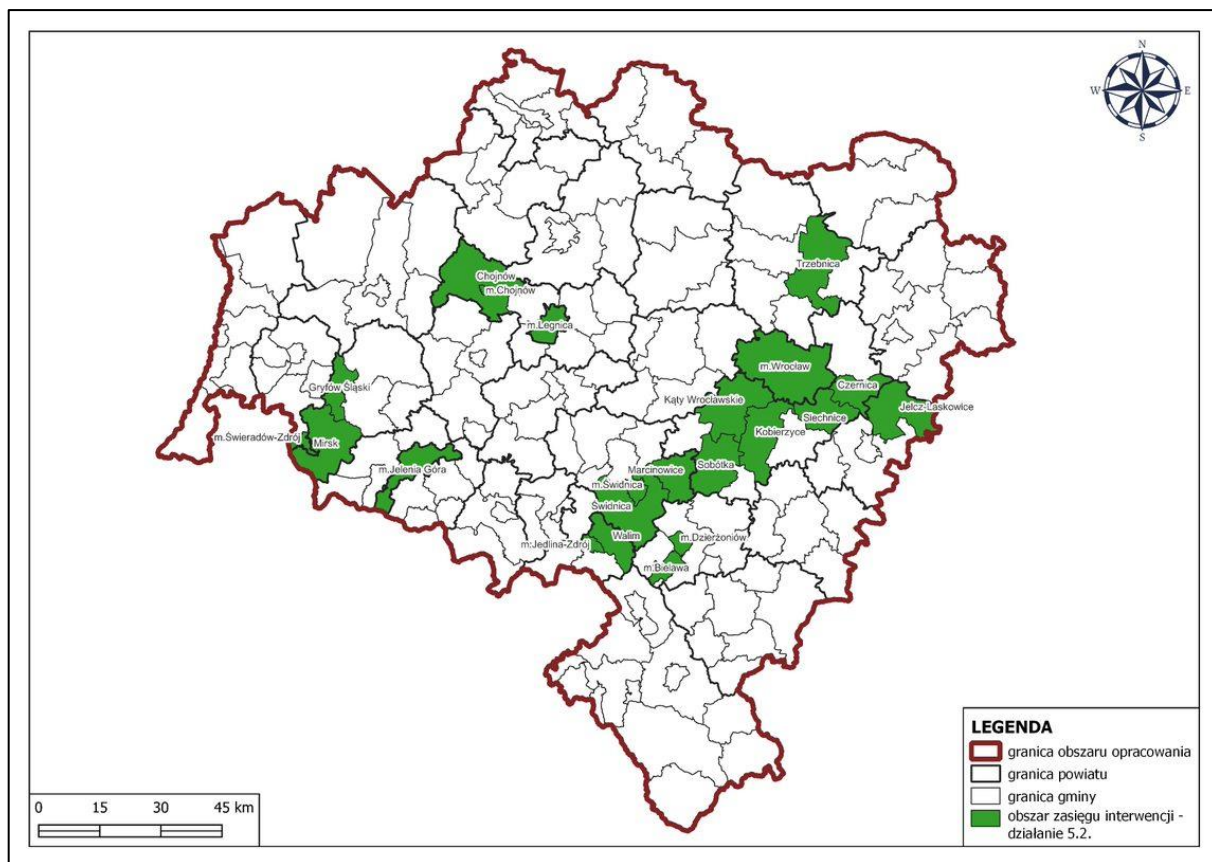 N
W E
S
Trzebnica
Chojnów
m.Chojnów
m.Legnica
m.Wrocław
Gryfów Śląski
Czernica
Kąty Wrocławskie
Jelcz-Laskowice
Siechnice
Kobierzyce
m.Świeradów-Zdrój
Mirsk
m.Jelenia Góra
Marcinowice
Sobótka
m.Świdnica
Świdnica
Walim
m.Dzierżoniów
m.Jedlina-Zdrój
m.Bielawa
LEGENDA
granica obszaru opracowania
granica powiatu
granica gminy
obszar zasięgu interwencji -
działanie 5.2.
0 15 30 45 km